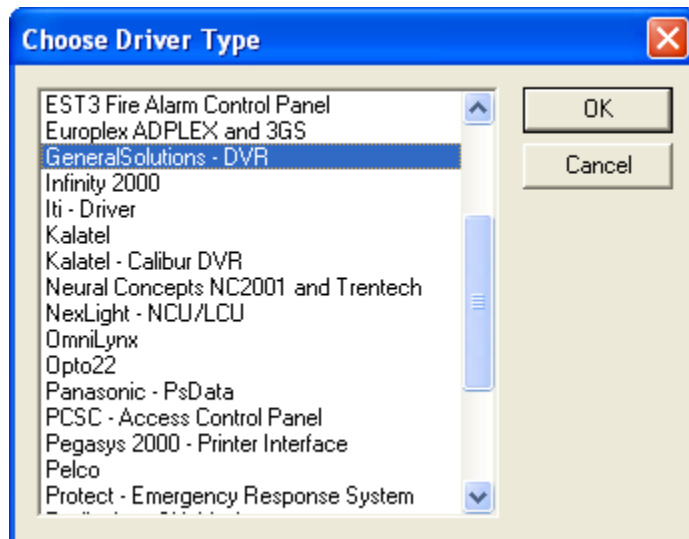 Choose Driver Type
EST3 Fire Alarm Control Panel
Europlex ADPLEX and 3GS
GeneralSolutions - DVR
Infinity 2000
Iti - Driver
Kalatel
Kalatel - Calibur DVR
Neural Concepts NC2001 and Trentech
NexLight - NCU/LCU
OmniLynx
Opto22
Panasonic - PsData
PCSC - Access Control Panel
Pegasys 2000 - Printer Interface
Pelco
Protect - Emergency Response System
OK
Cancel